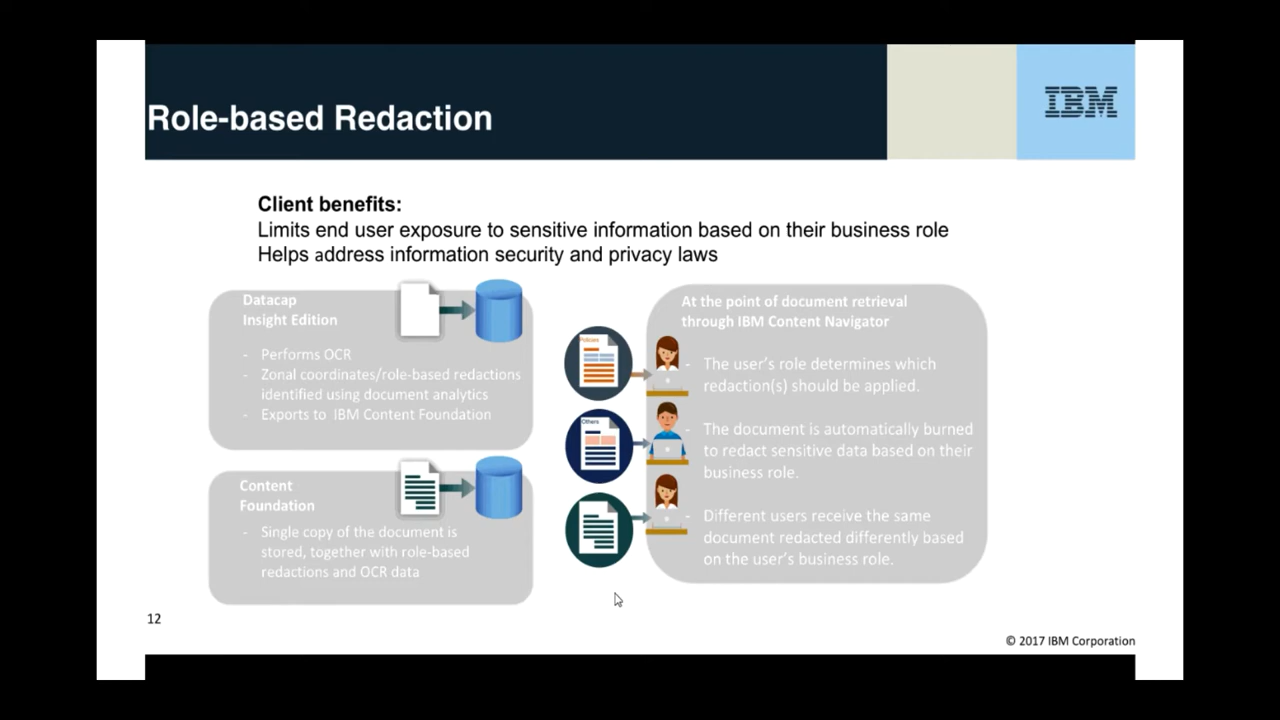 Role-based Redaction
IBM
Client benefits:
Limits end user exposure to sensitive information based on their business role
Helps address information security and privacy laws
Datacap
Insight Edition
- Performs OCR
- Zonal coordinates/role-based redactions
identified using document analytics
- Exports to IBM Content Foundation
Content
Foundation
- Single copy of the document is
stored, together with role-based
redactions and OCR data
Policies
Others
At the point of document retrieval
through IBM Content Navigator
- The user's role determines which
redaction(s) should be applied.
- The document is automatically burned
to redact sensitive data based on their
business role.
- Different users receive the same
document redacted differently based
on the user's business role.
12
© 2017 IBM Corporation